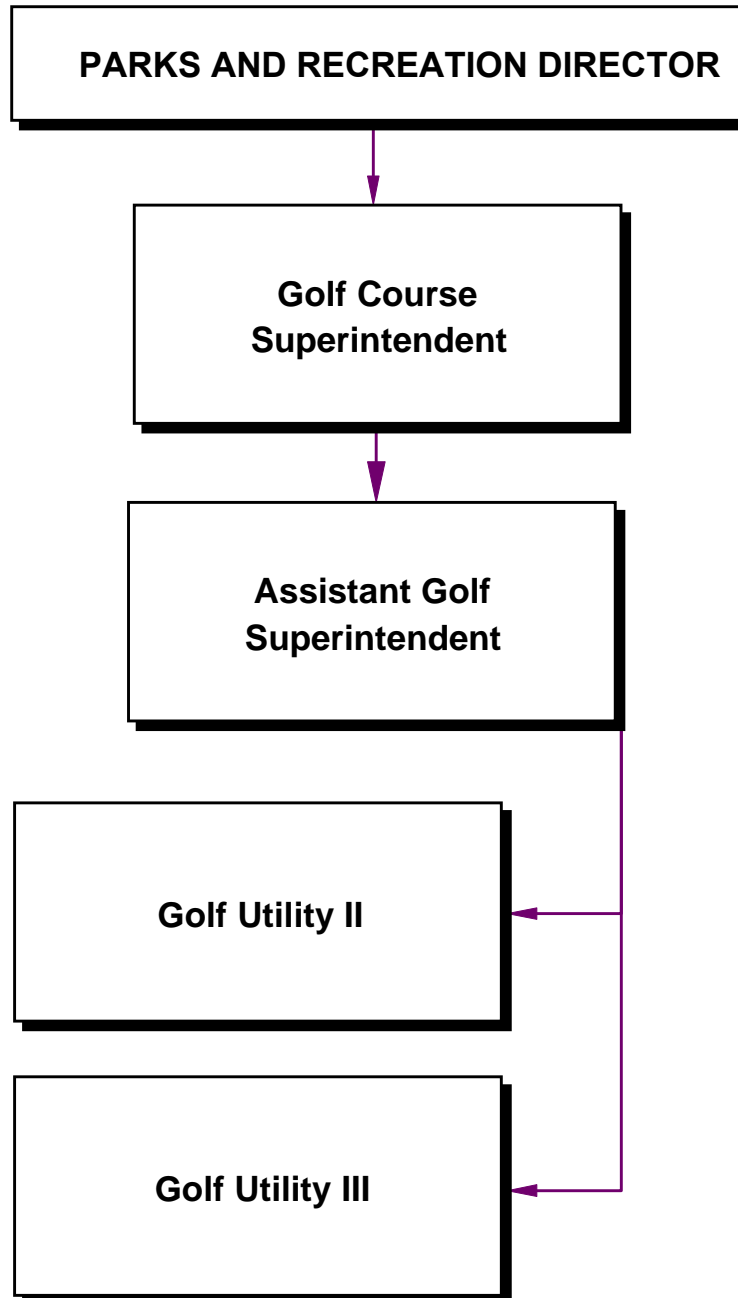 PARKS AND RECREATION DIRECTOR
Golf Course
Superintendent
Assistant Golf
Superintendent
Golf Utility II
Golf Utility III